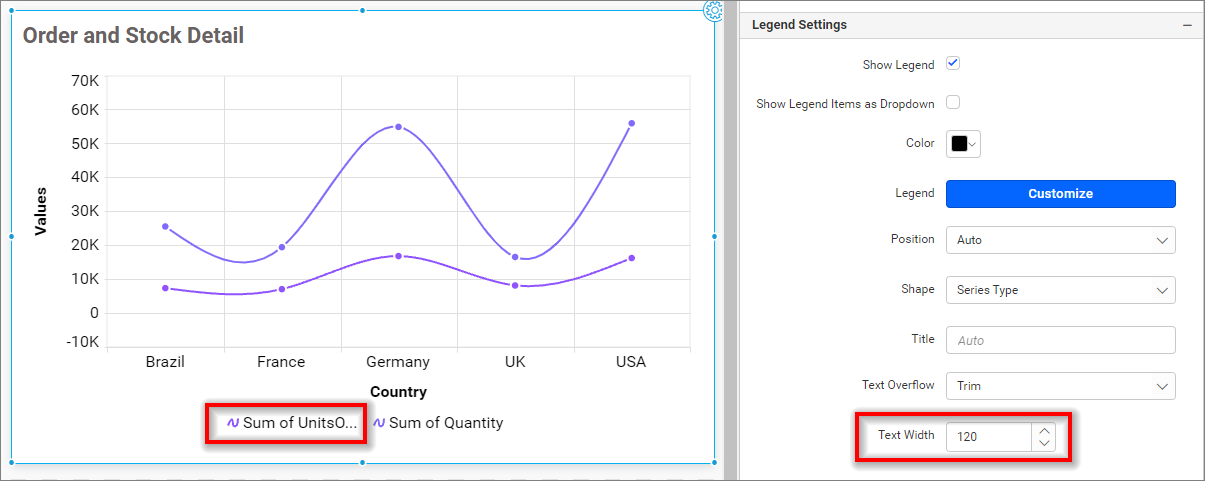 Order and Stock Detail
70K
60K
50K
40K
30K
20K
10K
0
-10K
Values
Brazil France Germany UK USA
Country
Sum of UnitsO... Sum of Quantity
Legend Settings
Show Legend
Show Legend Items as Dropdown
Color
Legend Customize
Position Auto
Shape Series Type
Title Auto
Text Overflow Trim
Text Width 120